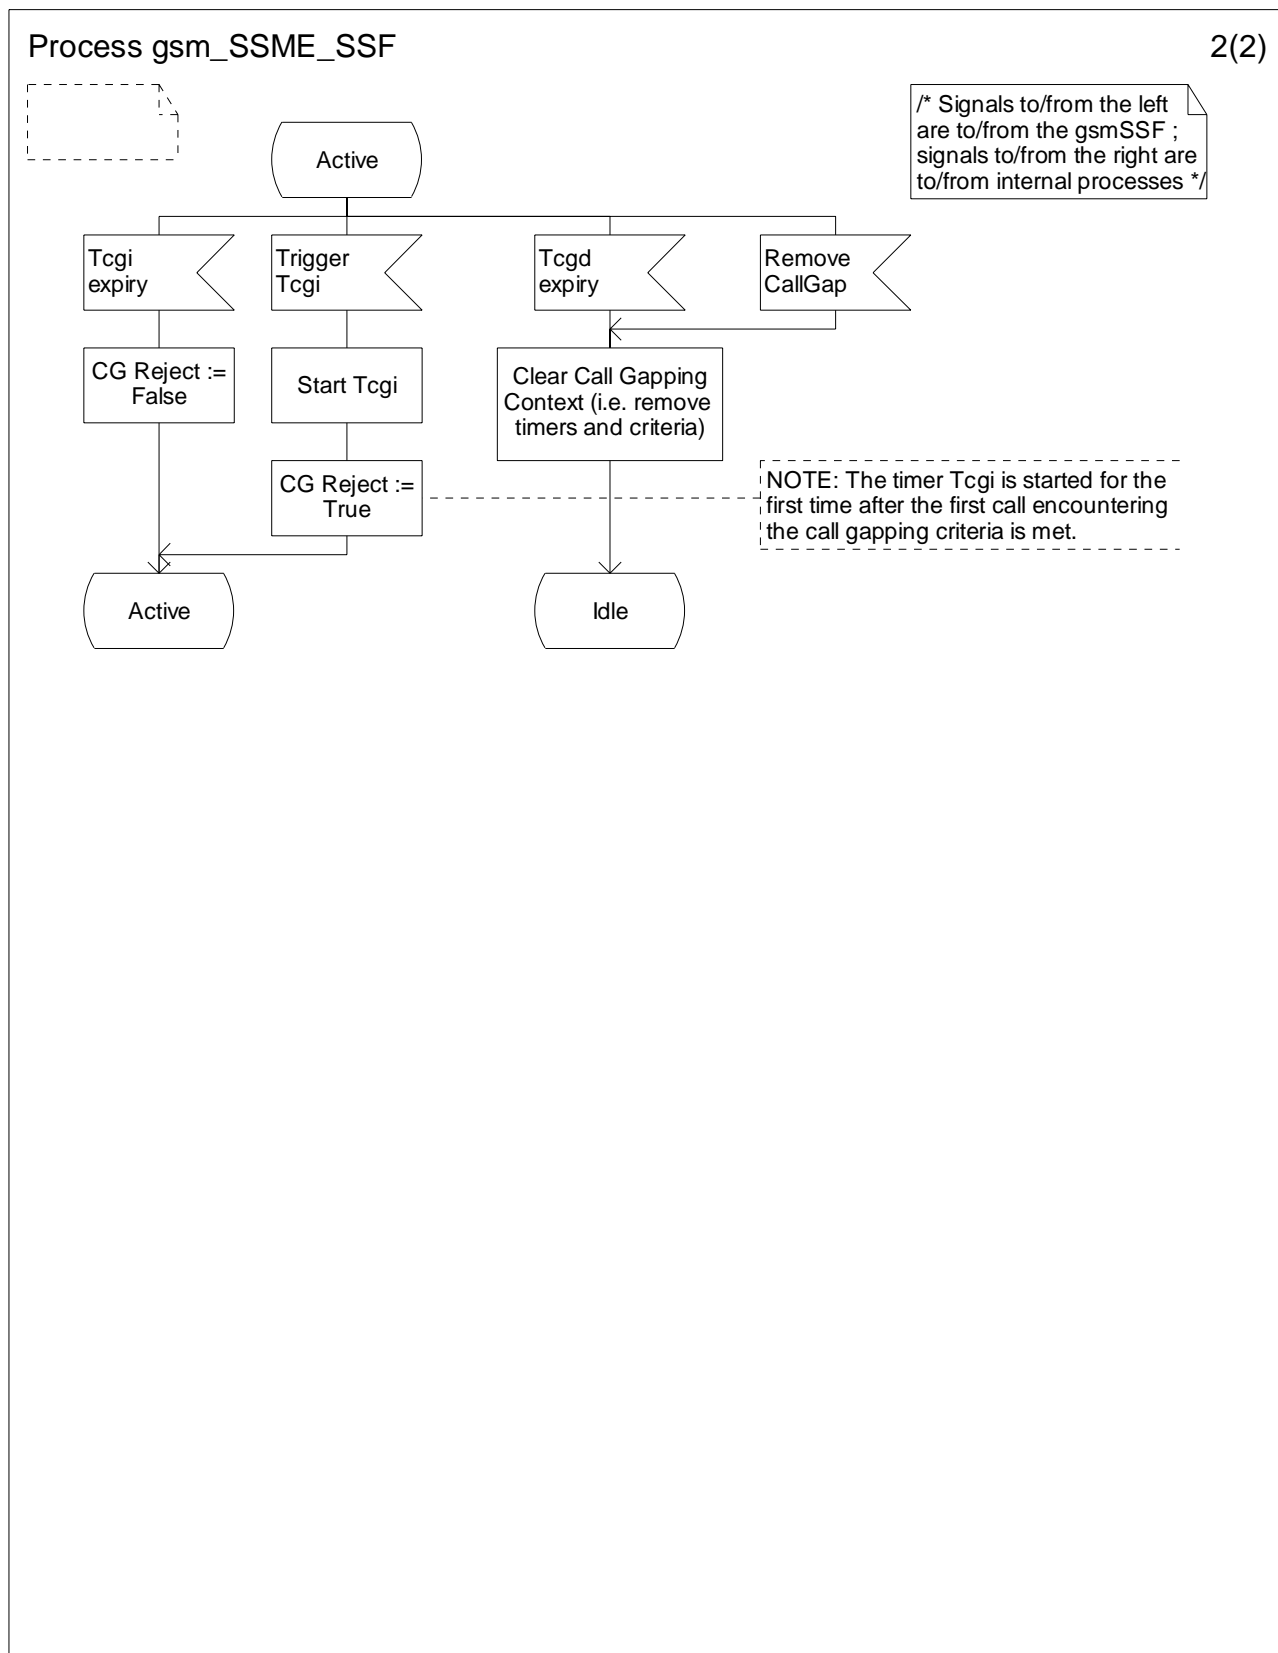 Process gsm_SSME_SSF
2(2)
/* Signals to/from the left
are to/from the gsmSSF ;
signals to/from the right are
to/from internal processes */
Active
Tcgi
expiry
Trigger
Tcgi
Tcgd
expiry
Remove
CallGap
CG Reject :=
False
Start Tcgi
Clear Call Gapping
Context (i.e. remove
timers and criteria)
CG Reject :=
True
NOTE: The timer Tcgi is started for the
first time after the first call encountering
the call gapping criteria is met.
Active
Idle